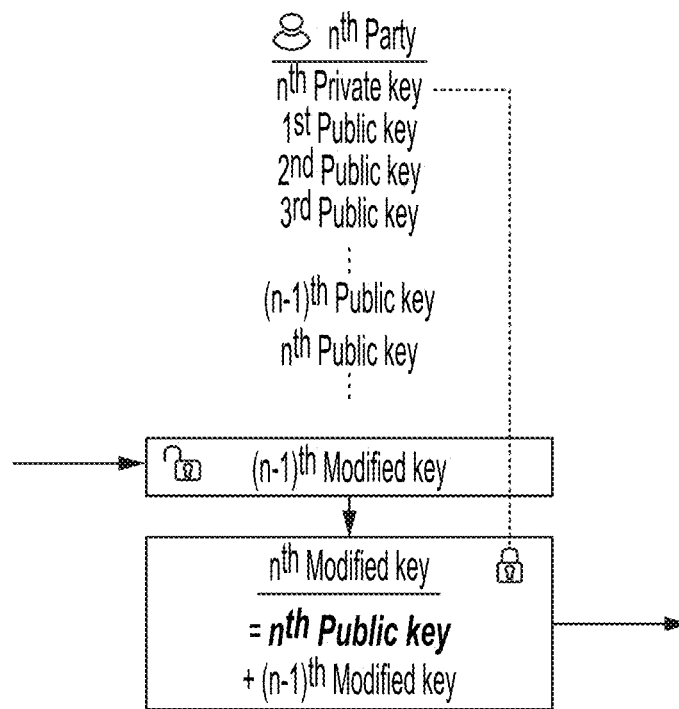 nth Party
nth Private key
1st Public key
2nd Public key
3rd Public key
(n-1)th Public key
nth Public key
(n-1)th Modified key
nth Modified key
= nth Public key
+ (n-1)th Modified key